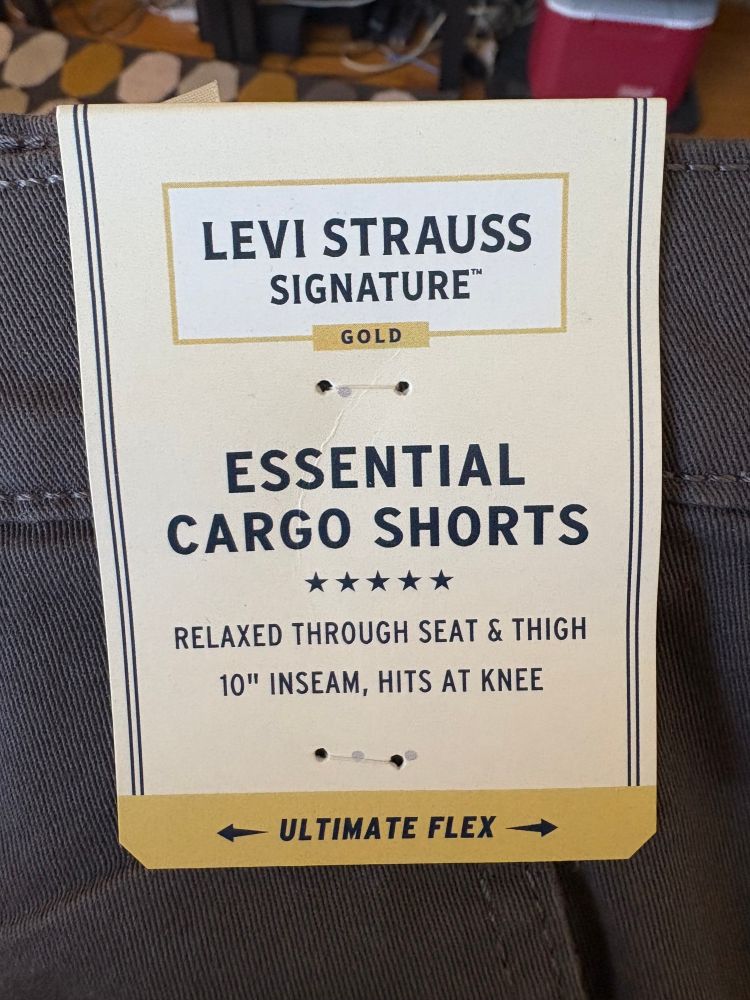 LEVI STRAUSS
SIGNATURE™
GOLD
ESSENTIAL
CARGO SHORTS
★★★★★
RELAXED THROUGH SEAT & THIGH
10" INSEAM, HITS AT KNEE
← ULTIMATE FLEX →